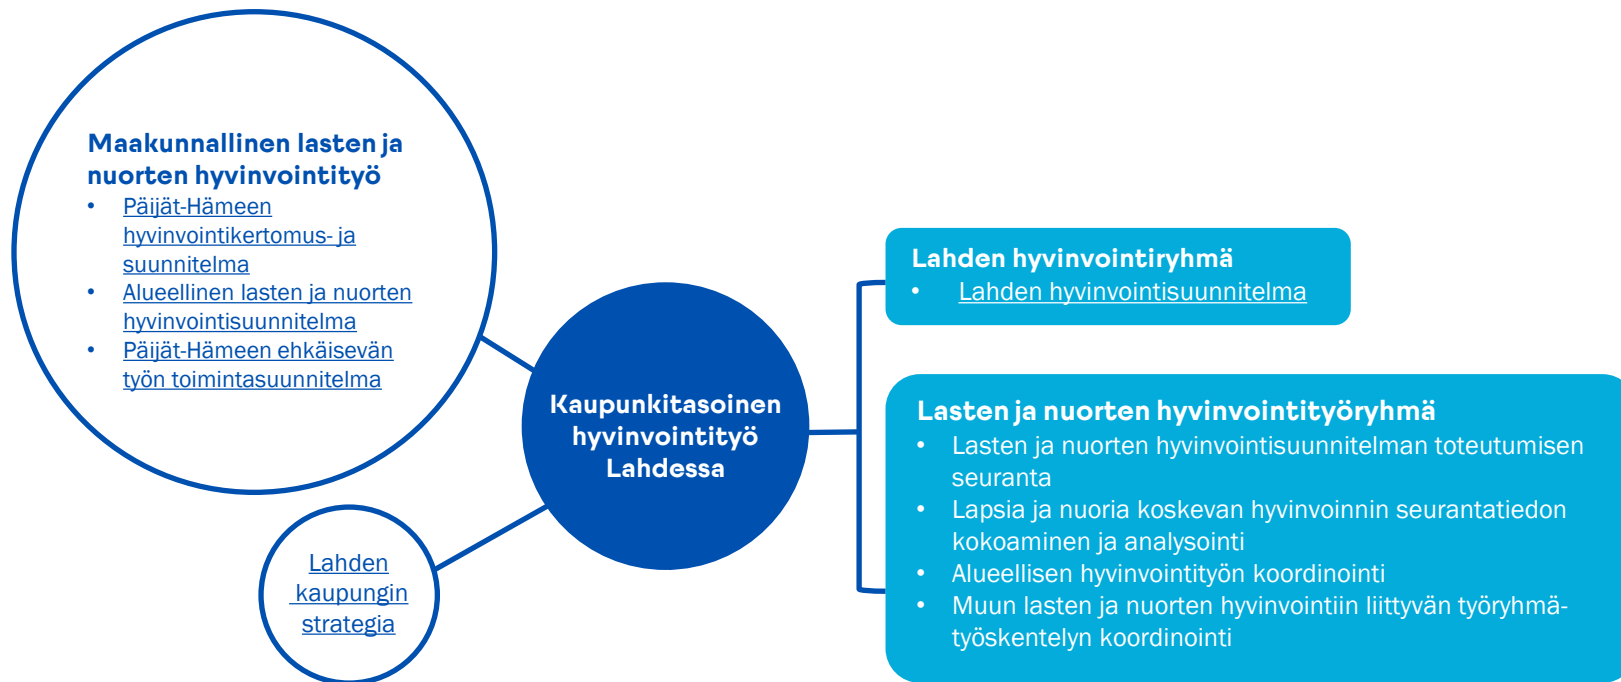 Maakunnallinen lasten ja
nuorten hyvinvointityö
• Päijät-Hämeen
hyvinvointikertomus- ja
suunnitelma
• Alueellinen lasten ja nuorten
hyvinvointisuunnitelma
• Päijät-Hämeen ehkäisevän
työn toimintasuunnitelma
Lahden
kaupungin
strategia
Kaupunkitasoinen
hyvinvointityö
Lahdessa
Lahden hyvinvointiryhmä
• Lahden hyvinvointisuunnitelma
Lasten ja nuorten hyvinvointityöryhmä
• Lasten ja nuorten hyvinvointisuunnitelman toteutumisen
seuranta
• Lapsia ja nuoria koskevan hyvinvoinnin seurantatiedon
kokoaminen ja analysointi
• Alueellisen hyvinvointityön koordinointi
• Muun lasten ja nuorten hyvinvointiin liittyvän työryhmä-
työskentelyn koordinointi